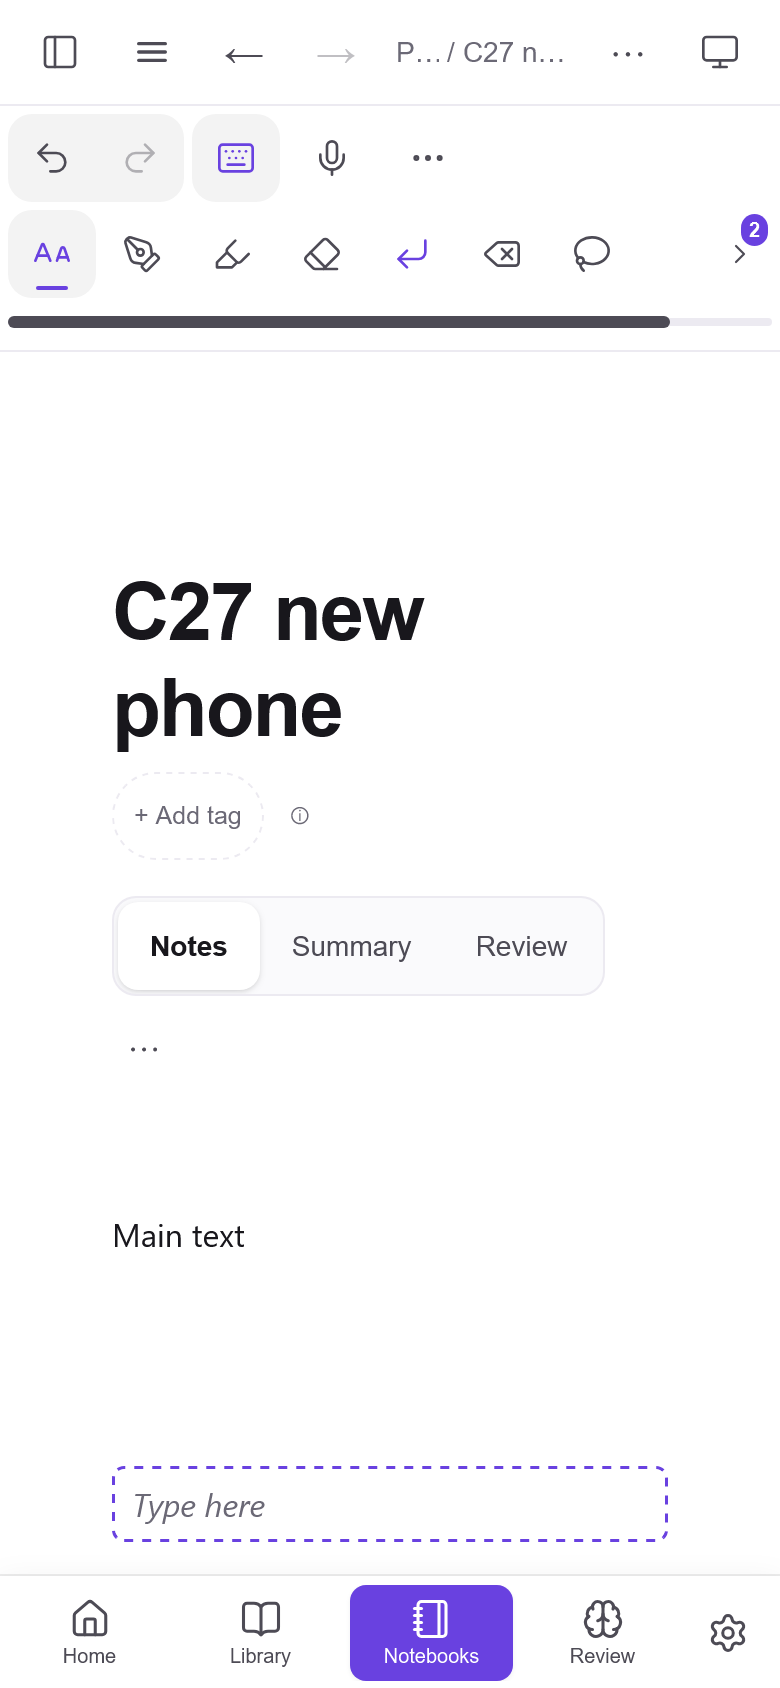 P… / C27 n…
2
C27 new
phone
+ Add tag
Notes
Summary
Review
Main text
Type here
Home
Library
Notebooks
Review